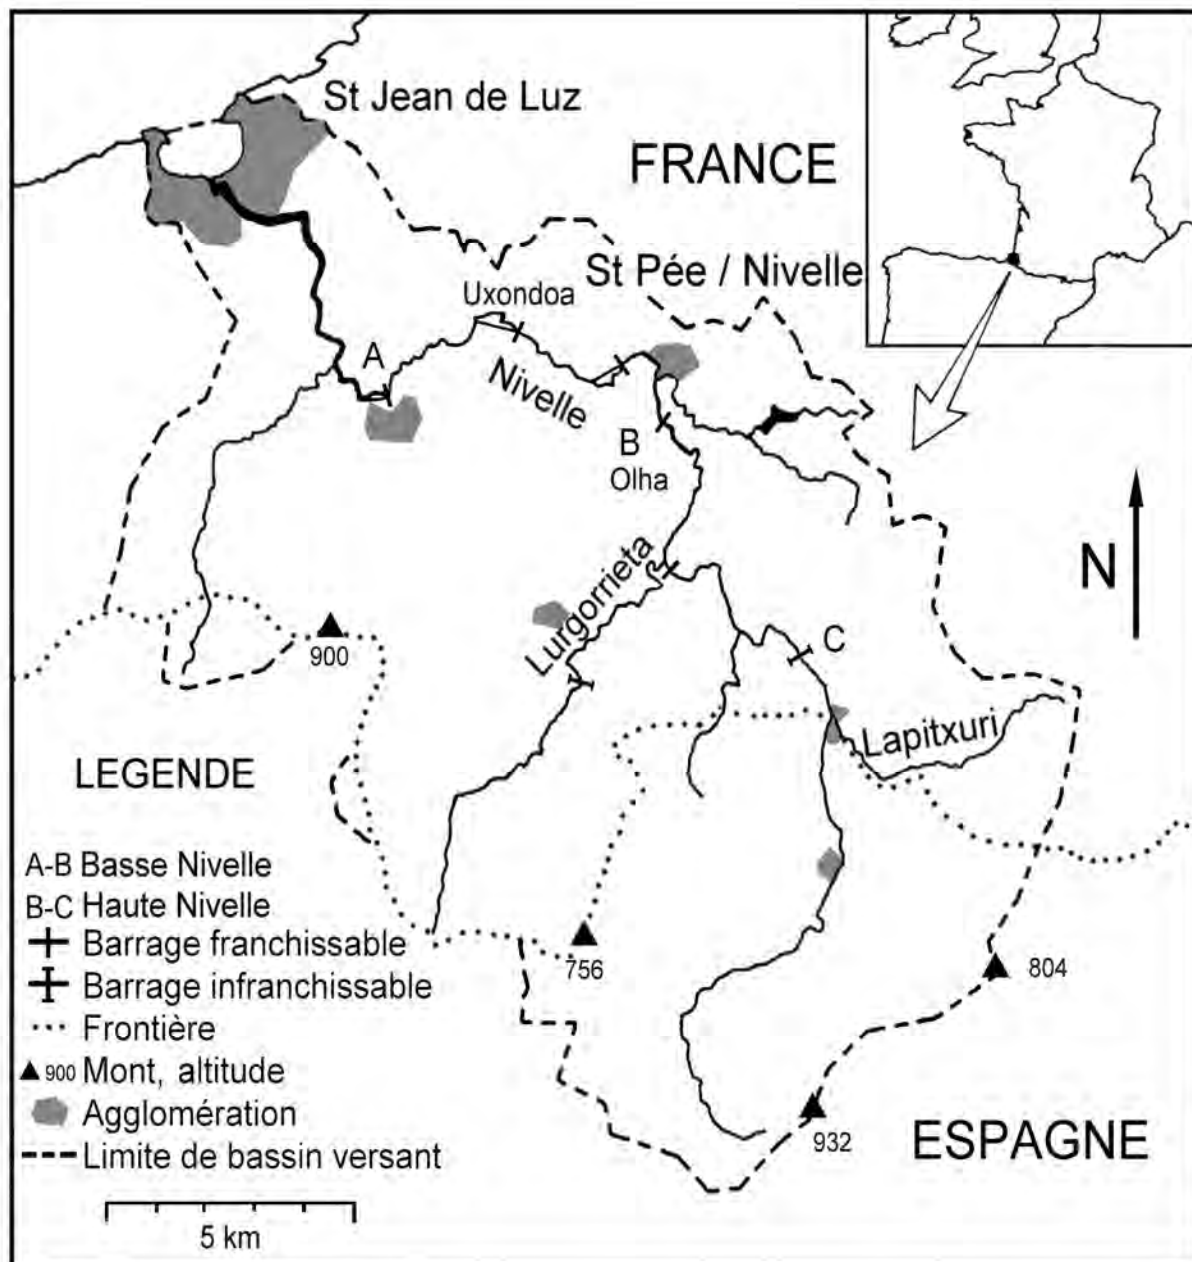 St Jean de Luz
FRANCE
St Pée / Nivelle
Uxondoa
A
Nivelle
B
Olha
N
Lurgorrieta
C
900
Lapitxuri
LEGENDE
A-B Basse Nivelle
B-C Haute Nivelle
Barrage franchissable
Barrage infranchissable
756
804
Frontière
900 Mont, altitude
Agglomération
932
ESPAGNE
Limite de bassin versant
5 km